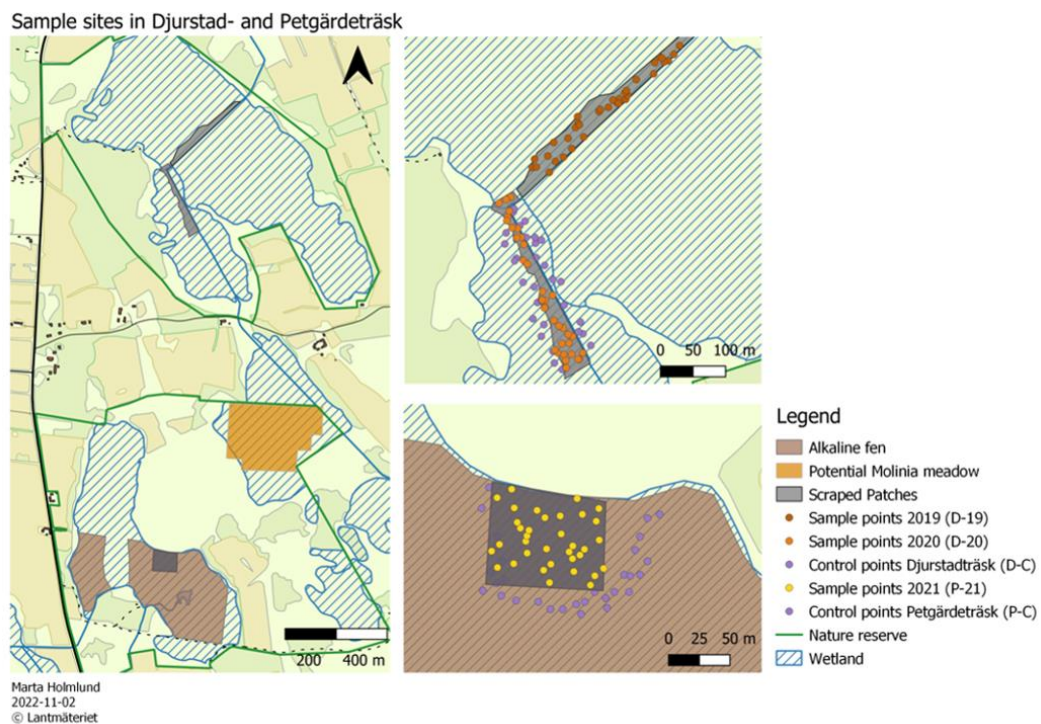 Sample sites in Djurstad- and Petgärdeträsk
0 50 100 m
200 400 m
0 25 50 m
Legend
Alkaline fen
Potential Molinia meadow
Scraped Patches
Sample points 2019 (D-19)
Sample points 2020 (D-20)
Control points Djurstadträsk (D-C)
Sample points 2021 (P-21)
Control points Petgärdeträsk (P-C)
Nature reserve
Wetland
Marta Holmlund
2022-11-02
© Lantmäteriet